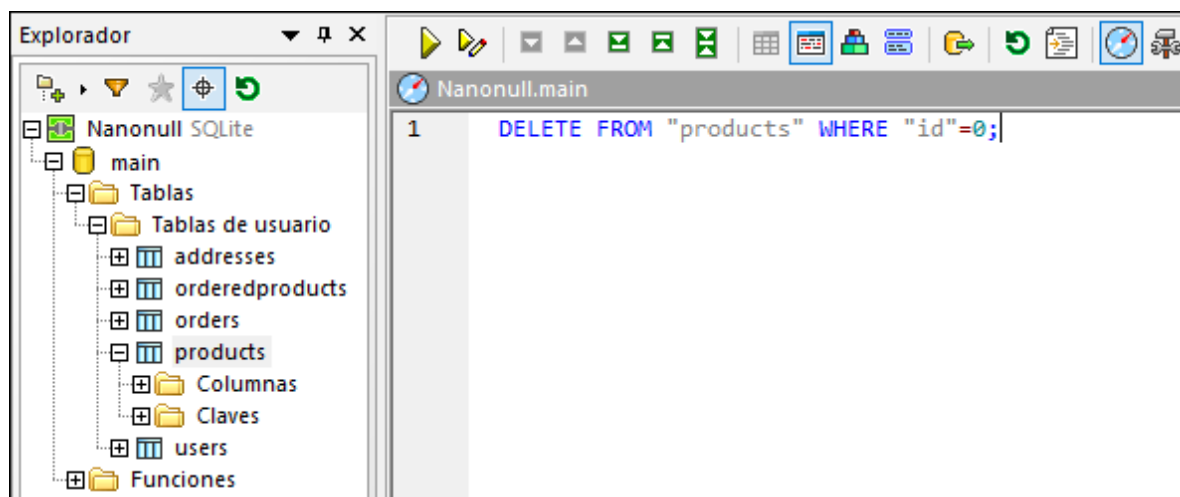 Explorador
Nanonull SQLite
main
Tablas
Tablas de usuario
addresses
orderedproducts
orders
products
Columnas
Claves
users
Funciones
Nanonull.main
1 DELETE FROM "products" WHERE "id"=0;